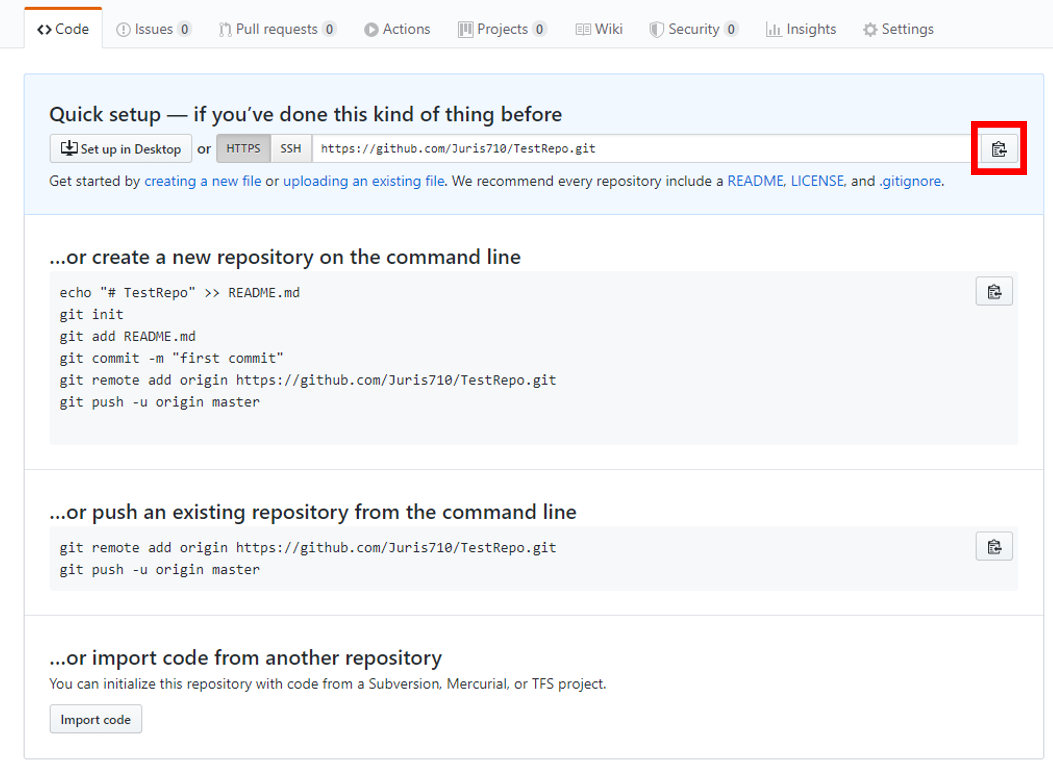 Code Issues 0 Pull requests 0 Actions Projects 0 Wiki Security 0 Insights Settings
Quick setup — if you’ve done this kind of thing before
Set up in Desktop or HTTPS SSH https://github.com/Juris710/TestRepo.git
Get started by creating a new file or uploading an existing file. We recommend every repository include a README, LICENSE, and .gitignore.
…or create a new repository on the command line
echo "# TestRepo" >> README.md
git init
git add README.md
git commit -m "first commit"
git remote add origin https://github.com/Juris710/TestRepo.git
git push -u origin master
…or push an existing repository from the command line
git remote add origin https://github.com/Juris710/TestRepo.git
git push -u origin master
…or import code from another repository
You can initialize this repository with code from a Subversion, Mercurial, or TFS project.
Import code